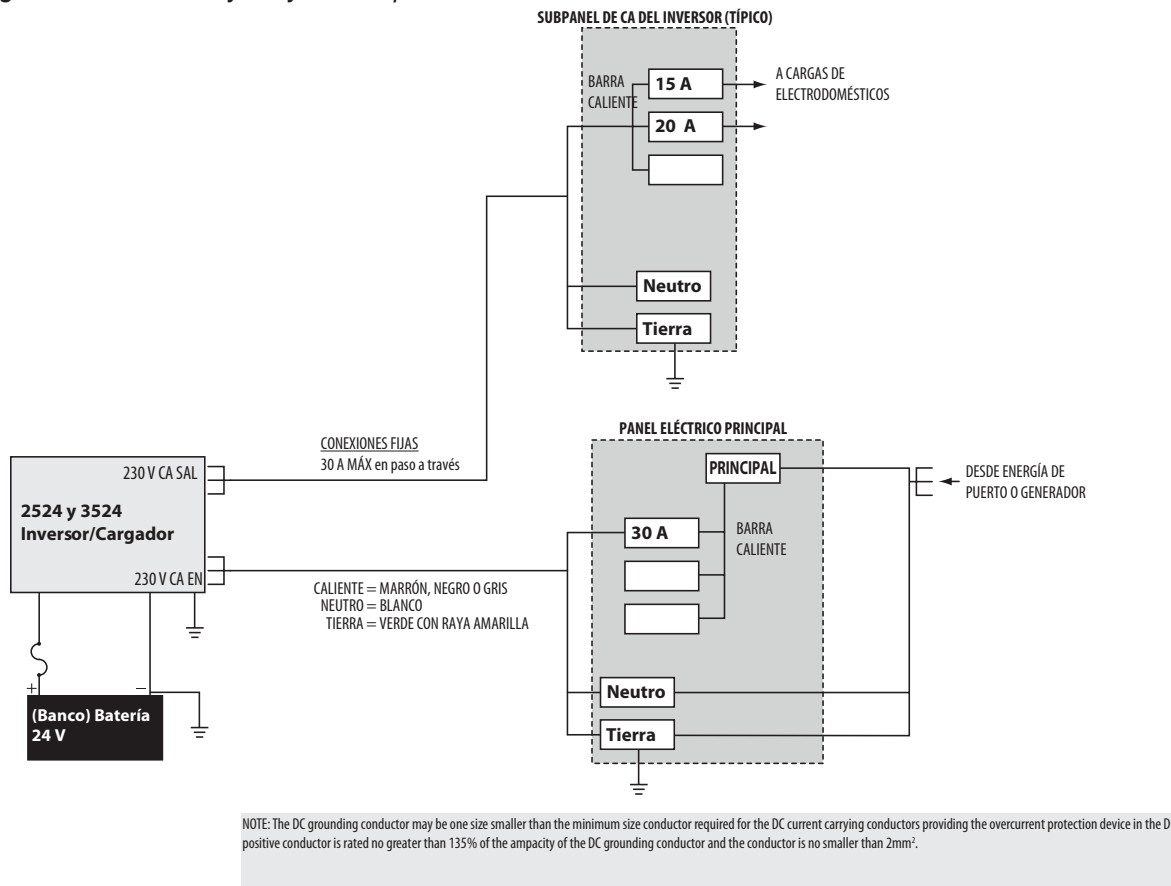 SUBPANEL DE CA DEL INVERSOR (TÍPICO)
BARRA
CALIENTE
15 A
20 A
A CARGAS DE
ELECTRODOMÉSTICOS
Neutro
Tierra
CONEXIONES FIJAS
30 A MÁX en paso a través
PANEL ELÉCTRICO PRINCIPAL
PRINCIPAL
DESDE ENERGÍA DE
PUERTO O GENERADOR
30 A
BARRA
CALIENTE
230 V CA SAL
2524 y 3524
Inversor/Cargador
230 V CA EN
CALIENTE = MARRÓN, NEGRO O GRIS
NEUTRO = BLANCO
TIERRA = VERDE CON RAYA AMARILLA
Neutro
Tierra
+ –
(Banco) Batería
24 V
NOTE: The DC grounding conductor may be one size smaller than the minimum size conductor required for the DC current carrying conductors providing the overcurrent protection device in the D
positive conductor is rated no greater than 135% of the ampacity of the DC grounding conductor and the conductor is no smaller than 2mm².